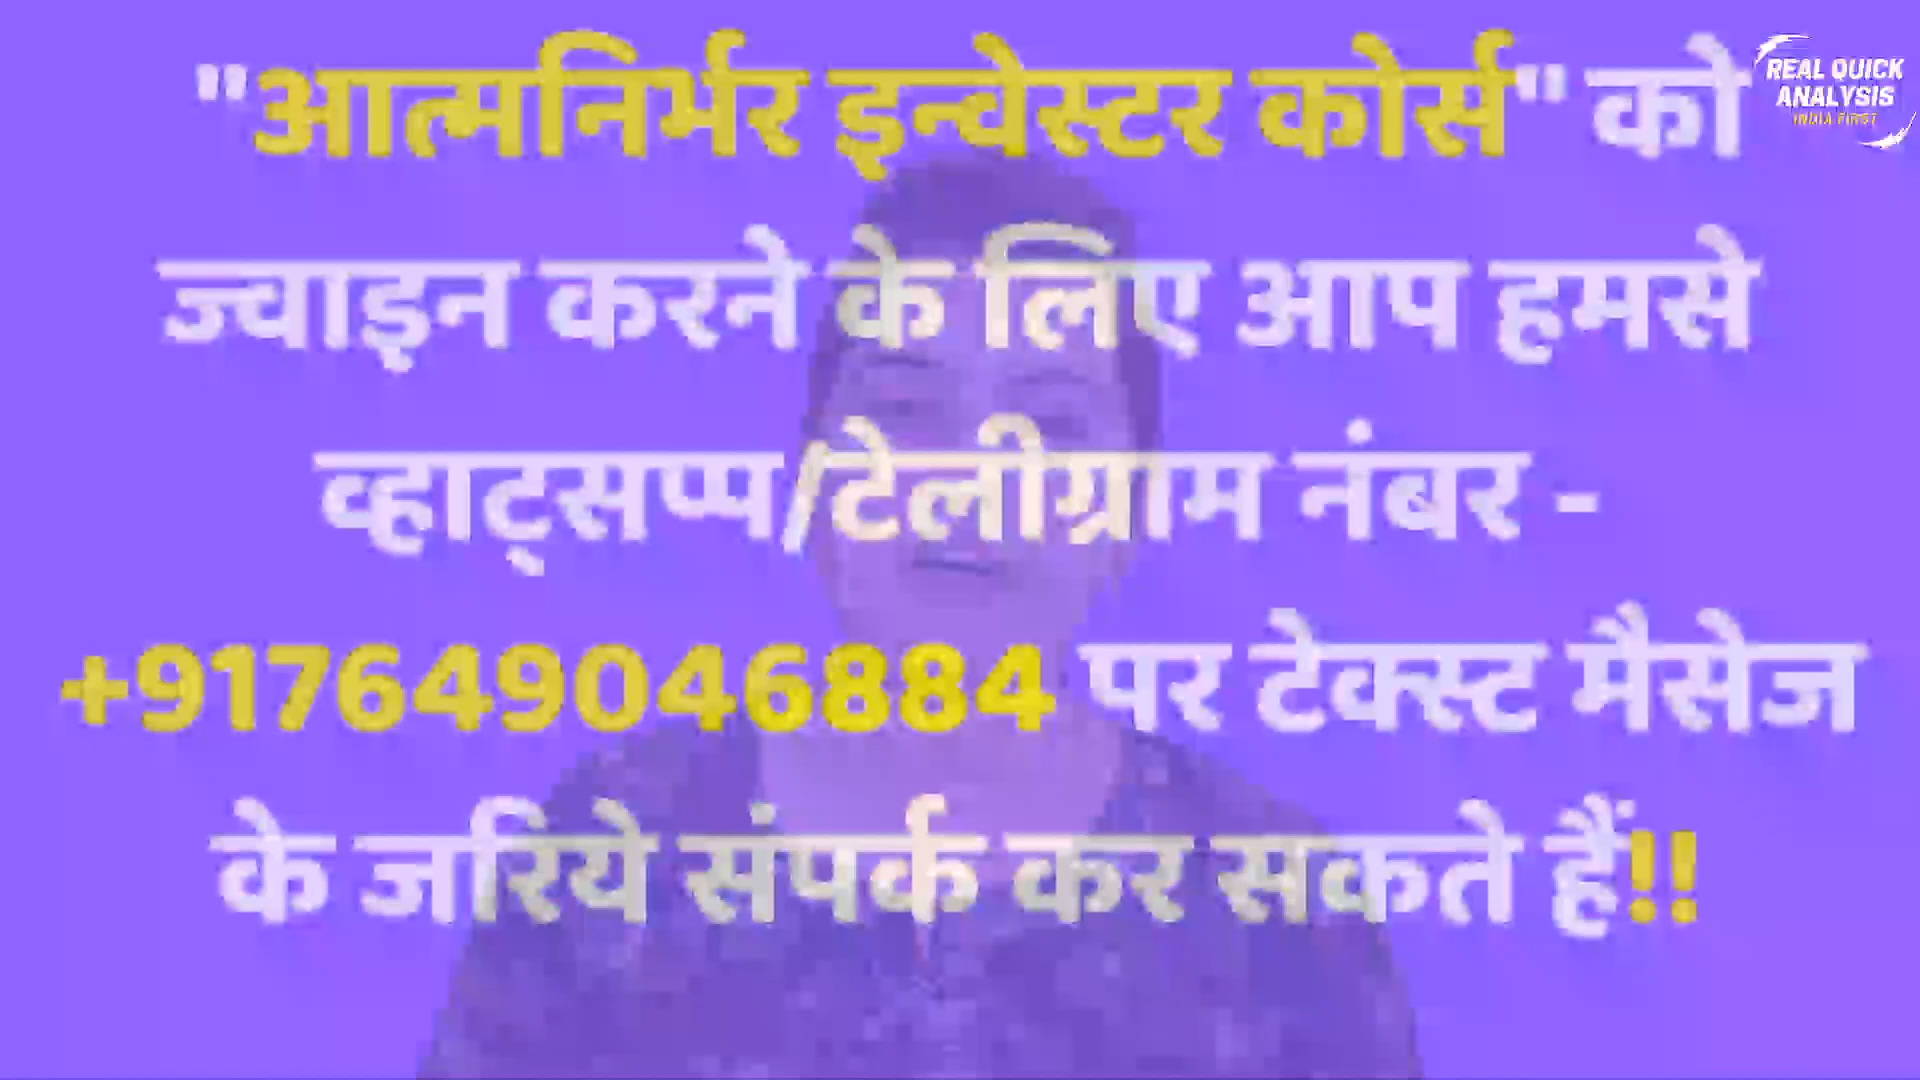 "आत्मनिर्भर इन्वेस्टर कोर्स" को
ज्वाइन करने के लिए आप हमसे
व्हाट्सप्प/टेलीग्राम नंबर -
+917649046884 पर टेक्स्ट मैसेज
के जरिये संपर्क कर सकते हैं!!
REAL QUICK
ANALYSIS
INDIA FIRST